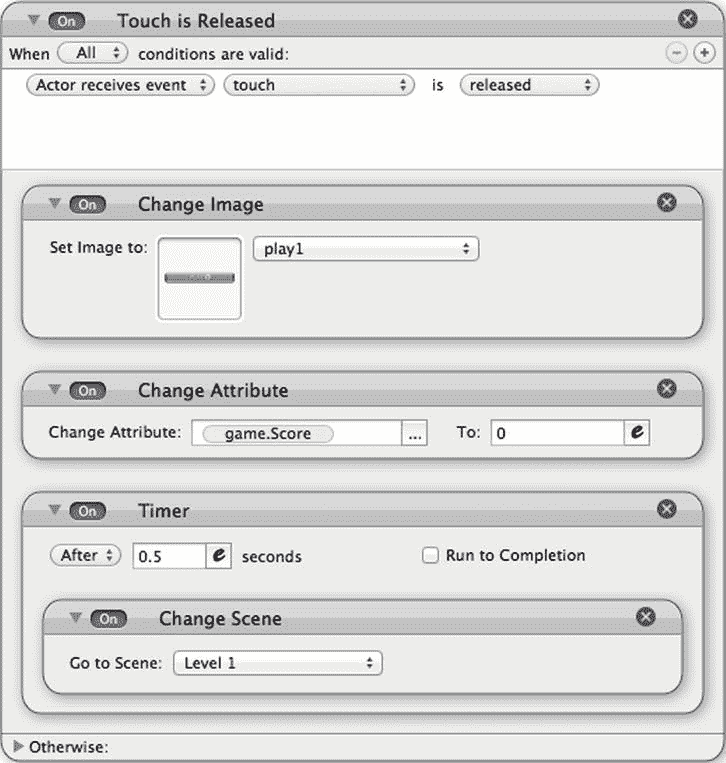 On Touch is Released
When All conditions are valid:
Actor receives event touch is released
On Change Image
Set Image to: play1
On Change Attribute
Change Attribute: game.Score ... To: 0 e
On Timer
After 0.5 e seconds Run to Completion
On Change Scene
Go to Scene: Level 1
Otherwise: